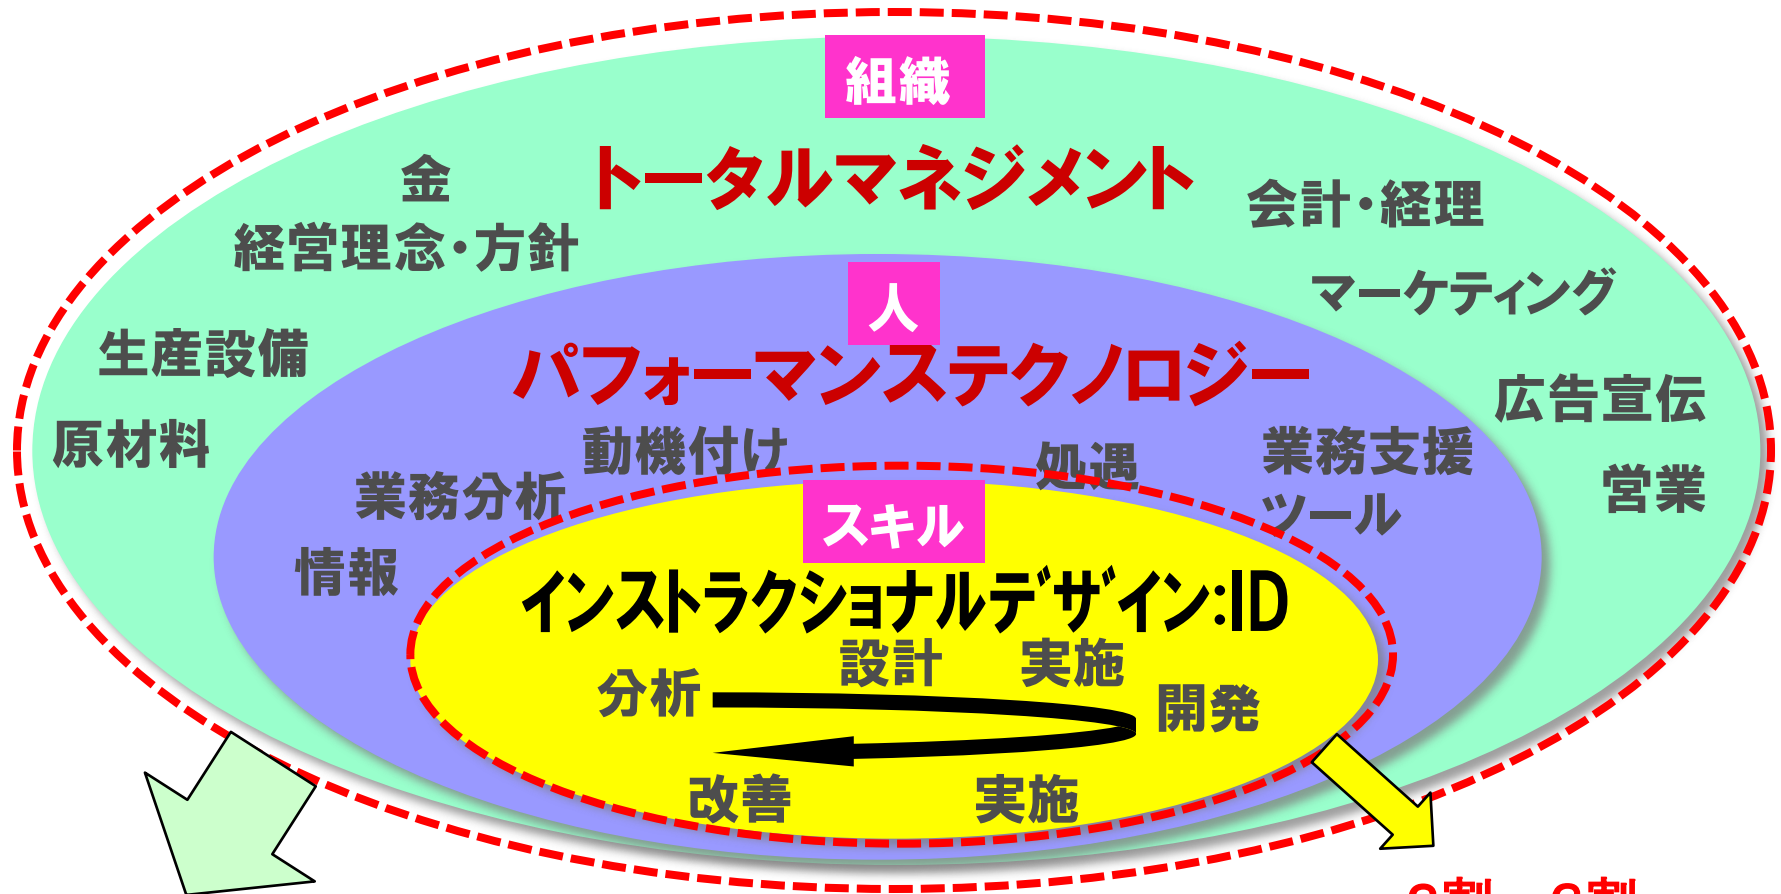 組織
トータルマネジメント
金
経営理念・方針
生産設備
原材料
会計・経理
マーケティング
広告宣伝
営業
人
パフォーマンステクノロジー
動機付け
処遇
業務支援
ツール
業務分析
情報
スキル
インストラクショナルデザイン:ID
設計
実施
分析
開発
改善
実施